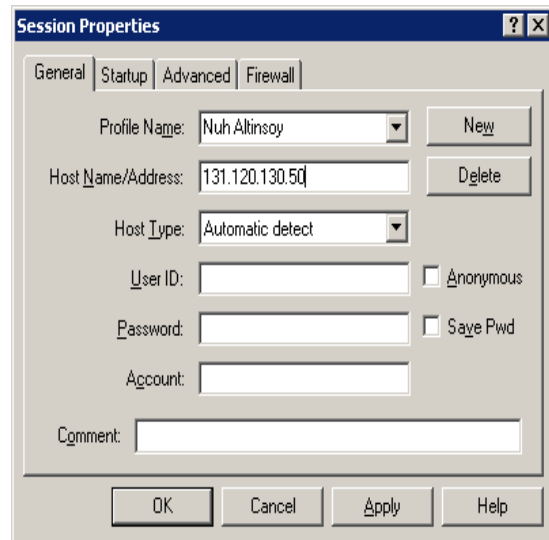 Session Properties
General Startup Advanced Firewall
Profile Name: Nuh Altinsoy New
Host Name/Address: 131.120.130.50 Delete
Host Type: Automatic detect
User ID: Anonymous
Password: Save Pwd
Account:
Comment:
OK Cancel Apply Help